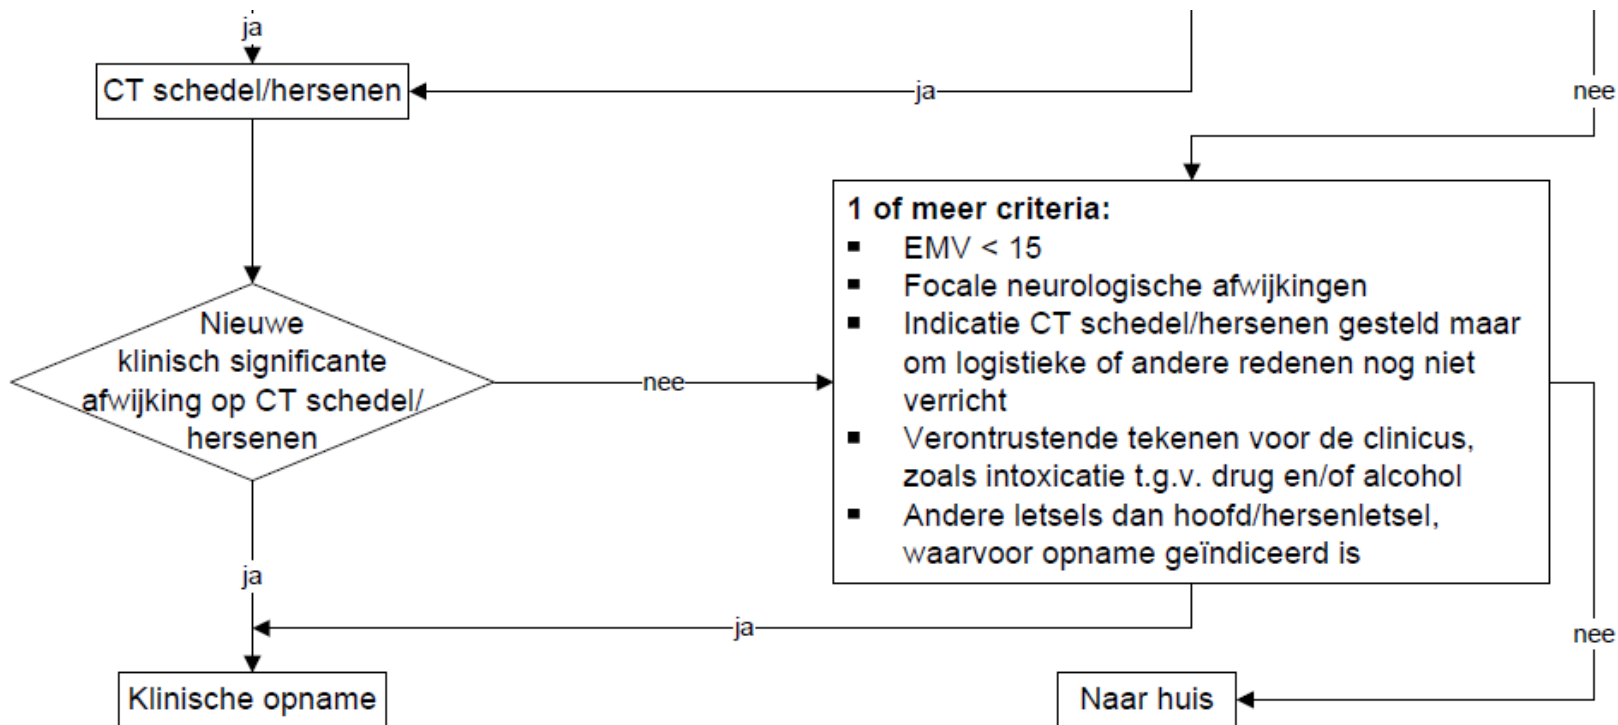 ja
CT schedel/hersenen
ja
nee
1 of meer criteria:
▪ EMV < 15
▪ Focale neurologische afwijkingen
▪ Indicatie CT schedel/hersenen gesteld maar
om logistieke of andere redenen nog niet
verricht
▪ Verontrustende tekenen voor de clinicus,
zoals intoxicatie t.g.v. drug en/of alcohol
▪ Andere letsels dan hoofd/hersenletsel,
waarvoor opname geïndiceerd is
Nieuwe
klinisch significante
afwijking op CT schedel/
hersenen
nee
ja
ja
nee
Klinische opname
Naar huis